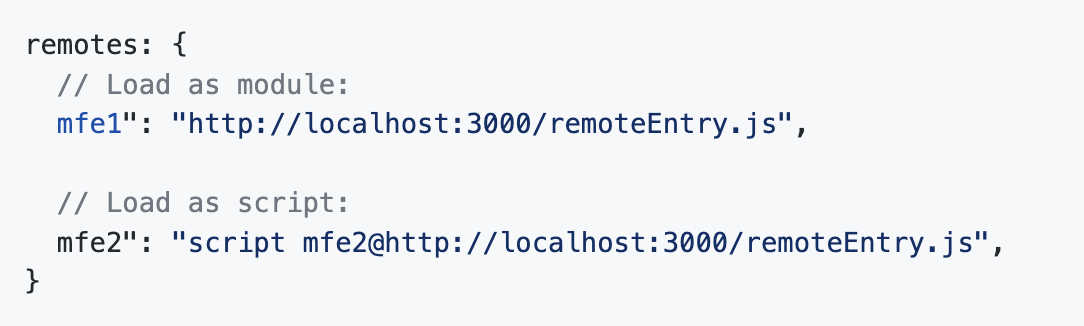 remotes: {
  // Load as module:
  mfe1": "http://localhost:3000/remoteEntry.js",

  // Load as script:
  mfe2": "script mfe2@http://localhost:3000/remoteEntry.js",
}